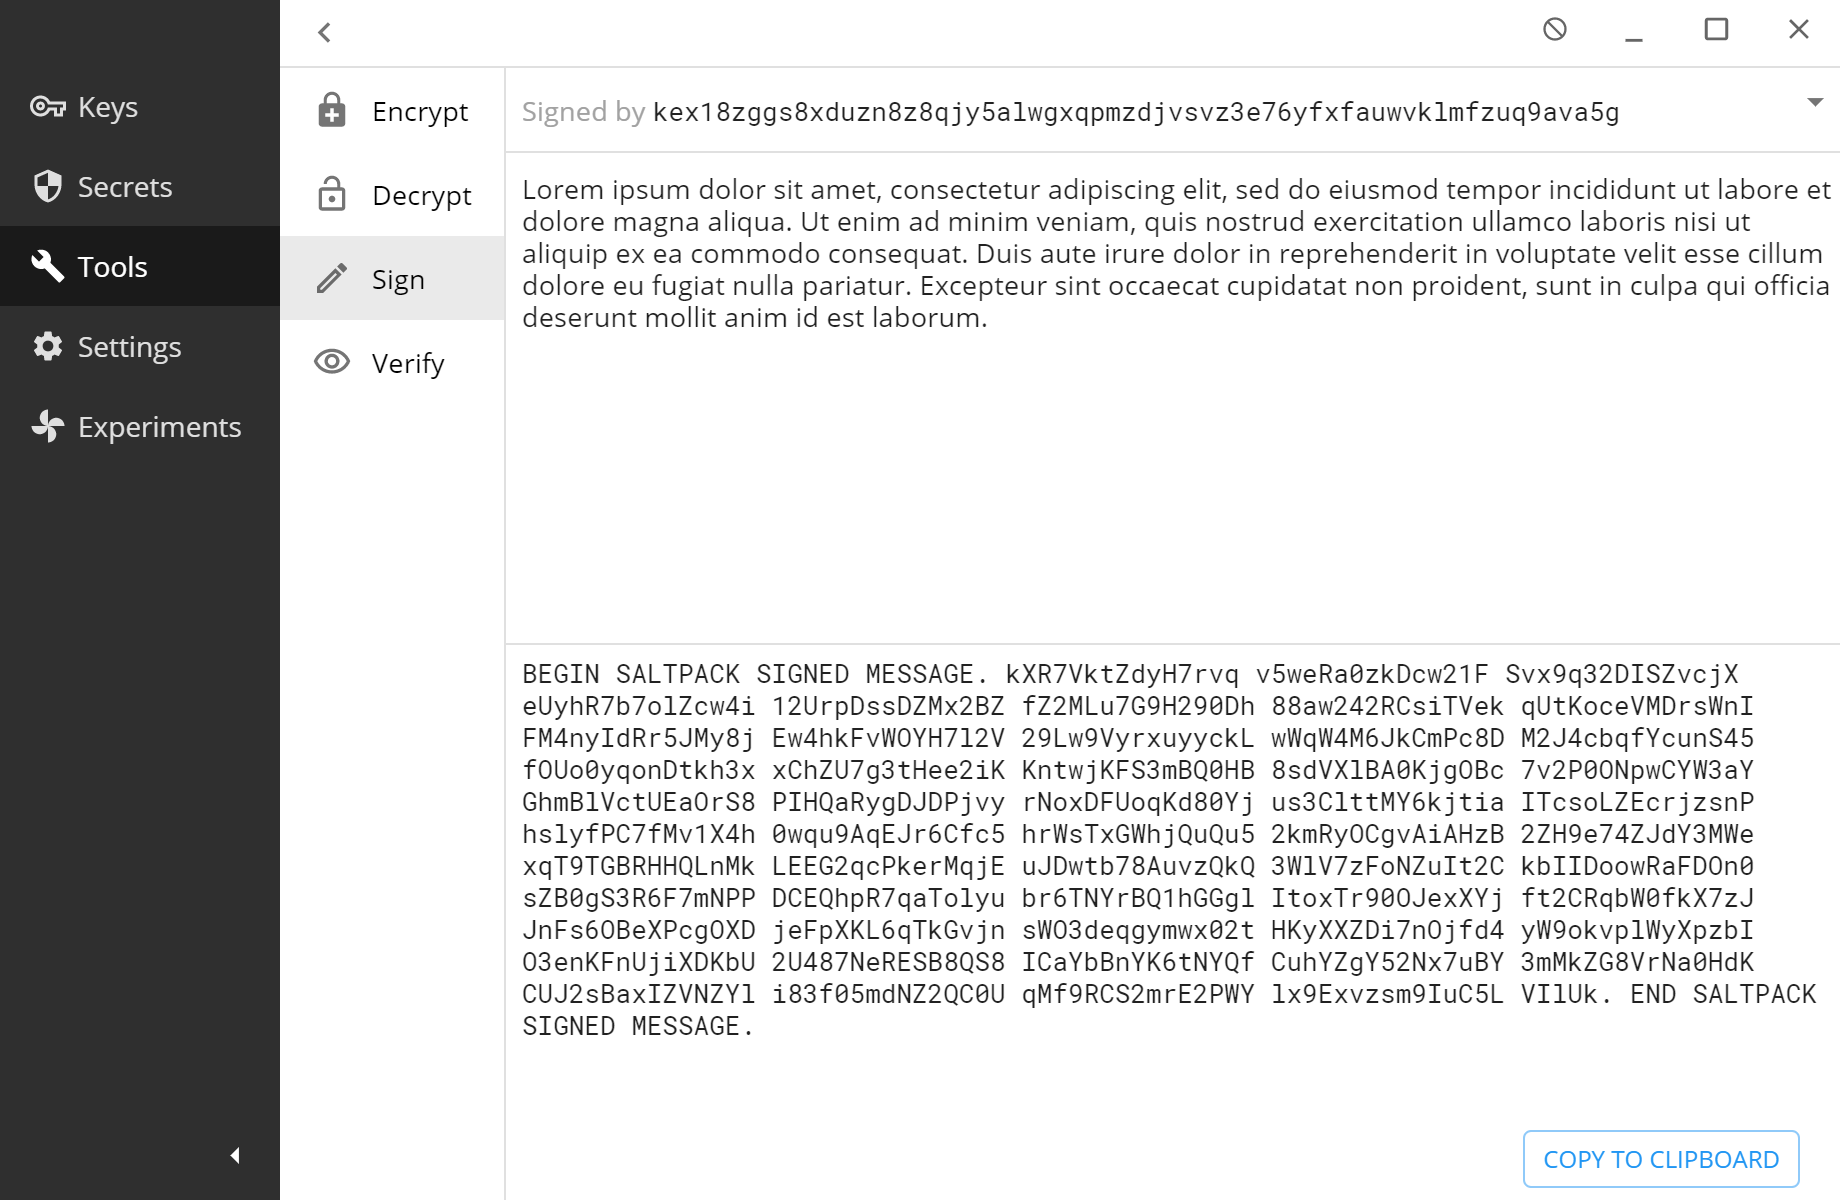 Keys
Secrets
Tools
Settings
Experiments
Encrypt
Decrypt
Sign
Verify
Signed by kex18zggs8xduzn8z8qjy5alwgxqpmzdjvsvz3e76yfxfauwvklmfzuq9ava5g
Lorem ipsum dolor sit amet, consectetur adipiscing elit, sed do eiusmod tempor incididunt ut labore et
dolore magna aliqua. Ut enim ad minim veniam, quis nostrud exercitation ullamco laboris nisi ut
aliquip ex ea commodo consequat. Duis aute irure dolor in reprehenderit in voluptate velit esse cillum
dolore eu fugiat nulla pariatur. Excepteur sint occaecat cupidatat non proident, sunt in culpa qui officia
deserunt mollit anim id est laborum.
BEGIN SALTPACK SIGNED MESSAGE. kXR7VktZdyH7rvq v5weRa0zkDcw21F Svx9q32DISZvcjX
eUyhR7b7olZcw4i 12UrpDssDZMx2BZ fZ2MLu7G9H290Dh 88aw242RCsiTVek qUtKoceVMDrsWnI
FM4nyIdRr5JMy8j Ew4hkFvWOYH7l2V 29Lw9VyrxuyyckL wWqW4M6JkCmPc8D M2J4cbqfYcunS45
fOUo0yqonDtkh3x xChZU7g3tHee2iK KntwjKFS3mBQ0HB 8sdVXlBA0KjgOBc 7v2P0ONpwCYW3aY
GhmBlVctUEaOrS8 PIHQaRygDJDPjvy rNoxDFUoqKd80Yj us3ClttMY6kjtia ITcsoLZEcrjzsnP
hslyfPC7fMv1X4h 0wqu9AqEJr6Cfc5 hrWsTxGWhjQuQu5 2kmRyOCgvAiAHzB 2ZH9e74ZJdY3MWe
xqT9TGBRHHQLnMk LEEG2qcPkerMqjE uJDwtb78AuvzQkQ 3WlV7zFoNZuIt2C kbIIDoowRaFDOn0
sZB0gS3R6F7mNPP DCEQhpR7qaTolyu br6TNYrBQ1hGGgl ItoxTr90OJexXYj ft2CRqbW0fkX7zJ
JnFs6OBeXPcgOXD jeFpXKL6qTkGvjn sWO3deqgymwx02t HKyXXZDi7nOjfd4 yW9okvplWyXpzbI
O3enKFnUjiXDKbU 2U487NeRESB8QS8 ICaYbBnYK6tNYQf CuhYZgY52Nx7uBY 3mMkZG8VrNa0HdK
CUJ2sBaxIZVNZYl i83f05mdNZ2QC0U qMf9RCS2mrE2PWY lx9Exvzsm9IuC5L VIlUk. END SALTPACK
SIGNED MESSAGE.
COPY TO CLIPBOARD